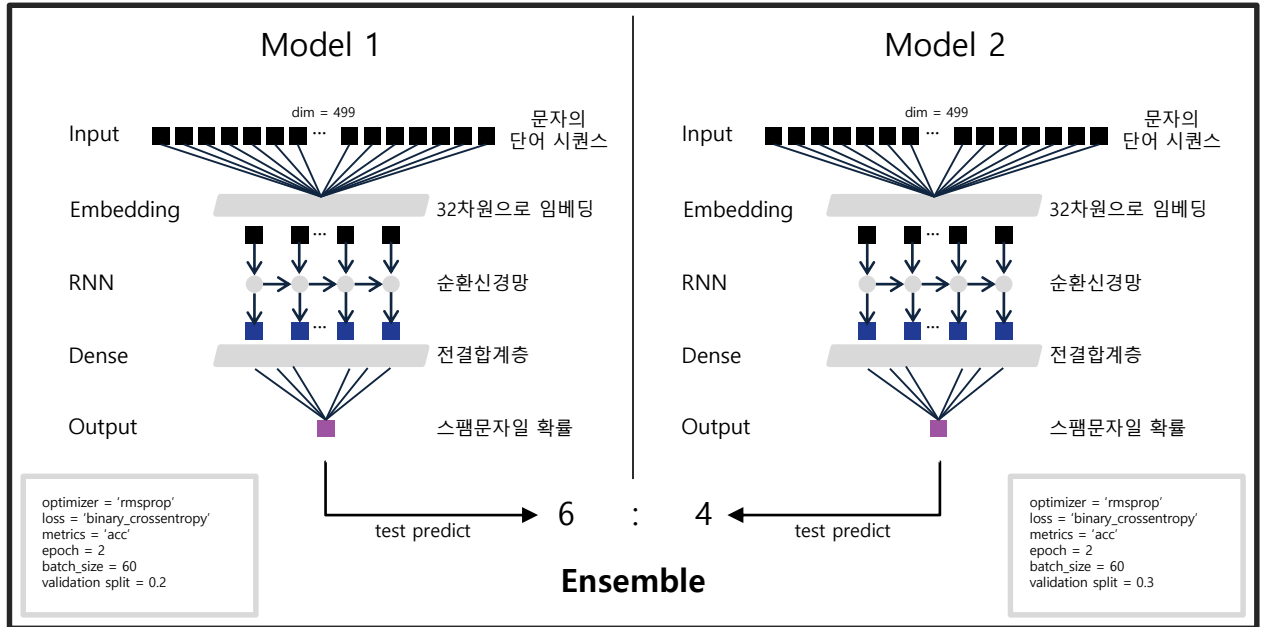 Model 1
dim = 499
Input
...
문자의
단어 시퀀스
Embedding
32차원으로 임베딩
...
RNN
순환신경망
...
Dense
전결합계층
Output
스팸문자일 확률
optimizer = 'rmsprop'
loss = 'binary_crossentropy'
metrics = 'acc'
epoch = 2
batch_size = 60
validation split = 0.2
test predict
Model 2
dim = 499
Input
...
문자의
단어 시퀀스
Embedding
32차원으로 임베딩
...
RNN
순환신경망
...
Dense
전결합계층
Output
스팸문자일 확률
optimizer = 'rmsprop'
loss = 'binary_crossentropy'
metrics = 'acc'
epoch = 2
batch_size = 60
validation split = 0.3
test predict
6 : 4
Ensemble